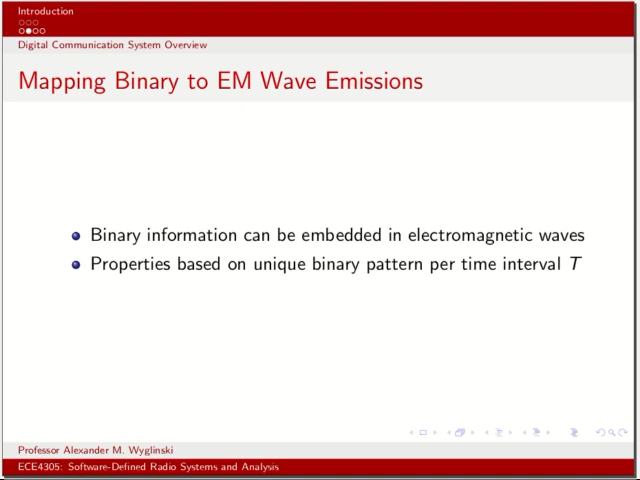 Introduction
Digital Communication System Overview
Mapping Binary to EM Wave Emissions
Binary information can be embedded in electromagnetic waves
Properties based on unique binary pattern per time interval T
Professor Alexander M. Wyglinski
ECE4305: Software-Defined Radio Systems and Analysis